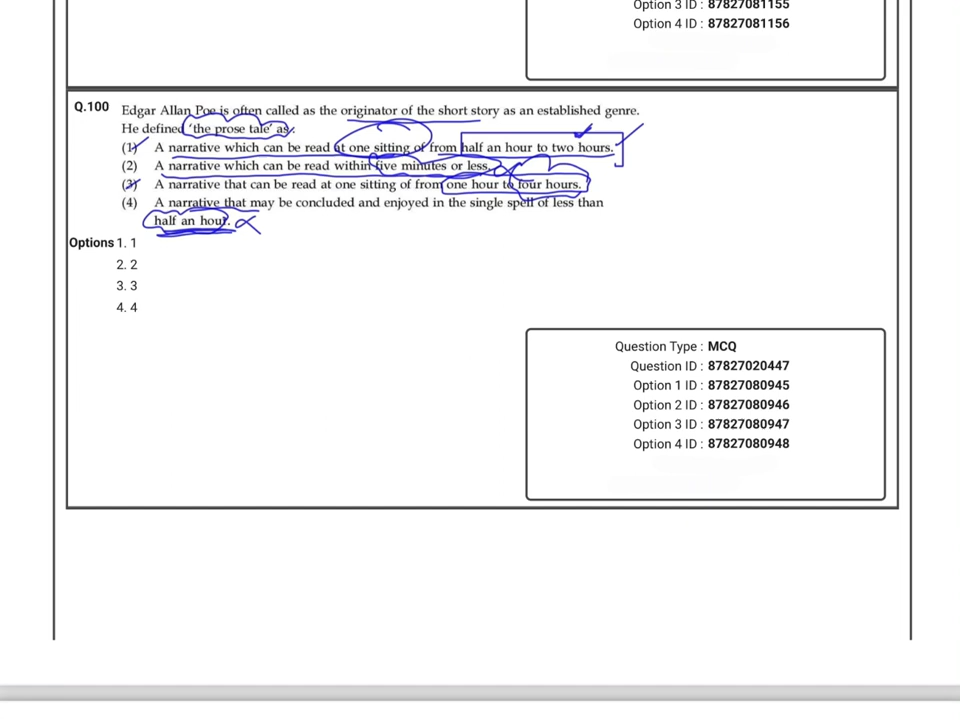 Option 3 ID : 87827081155
Option 4 ID : 87827081156
Q.100 Edgar Allan Poe is often called as the originator of the short story as an established genre.
He defined 'the prose tale' as.
(1) A narrative which can be read at one sitting of from half an hour to two hours.
(2) A narrative which can be read within five minutes or less.
(3) A narrative that can be read at one sitting of from one hour to four hours.
(4) A narrative that may be concluded and enjoyed in the single spell of less than
half an hour.
Options 1. 1
2. 2
3. 3
4. 4
Question Type : MCQ
Question ID : 87827020447
Option 1 ID : 87827080945
Option 2 ID : 87827080946
Option 3 ID : 87827080947
Option 4 ID : 87827080948